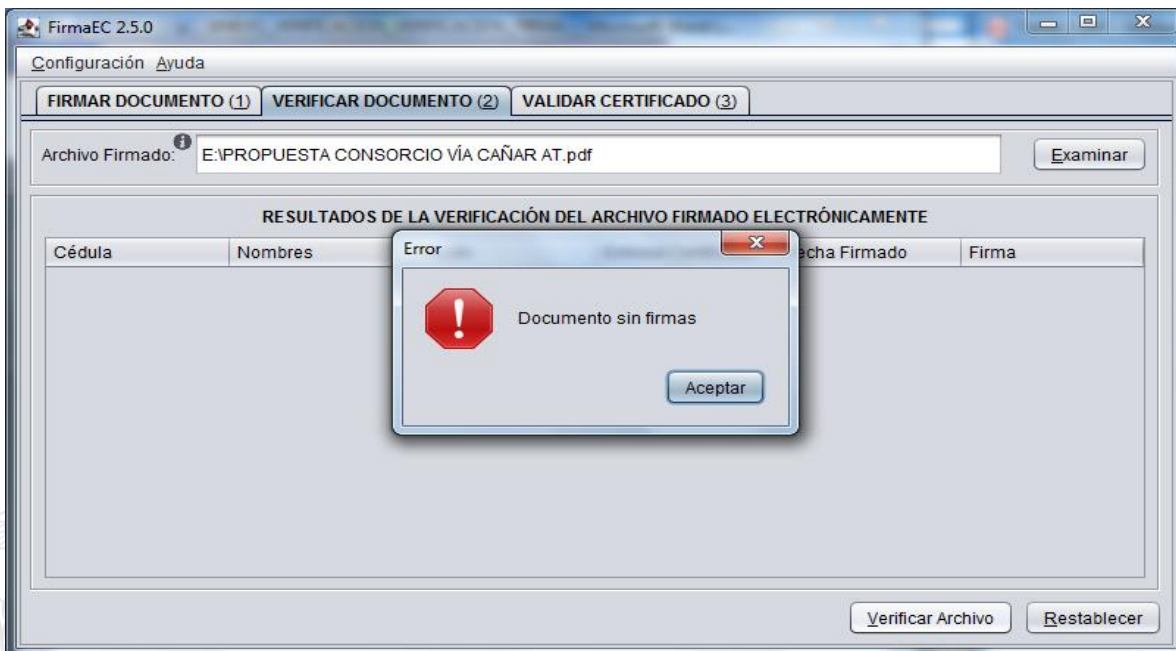 FirmaEC 2.5.0
Configuración Ayuda
FIRMAR DOCUMENTO (1) VERIFICAR DOCUMENTO (2) VALIDAR CERTIFICADO (3)
Archivo Firmado: E:\PROPUESTA CONSORCIO VÍA CAÑAR AT.pdf Examinar
RESULTADOS DE LA VERIFICACIÓN DEL ARCHIVO FIRMADO ELECTRÓNICAMENTE
Cédula Nombres Fecha Firmado Firma
Error
Documento sin firmas
Aceptar
Verificar Archivo Restablecer